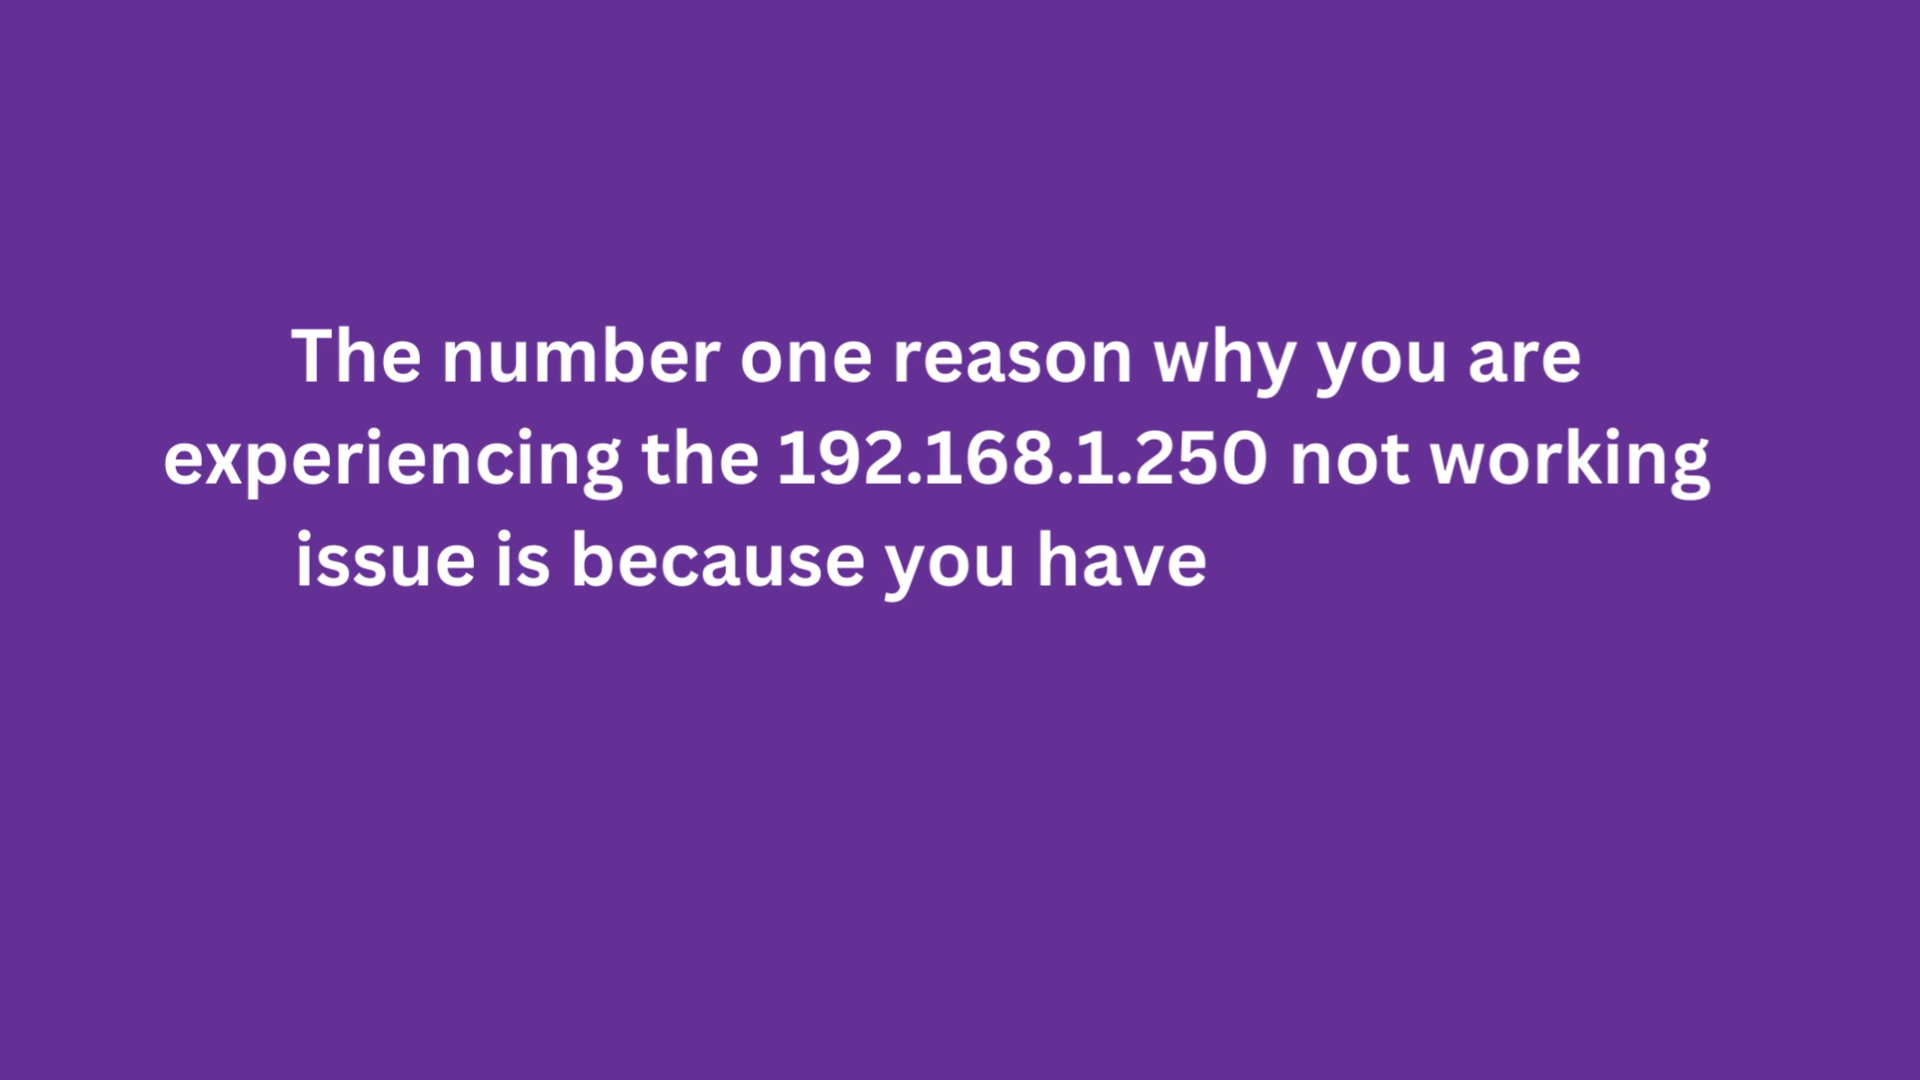 The number one reason why you are
experiencing the 192.168.1.250 not working
issue is because you have